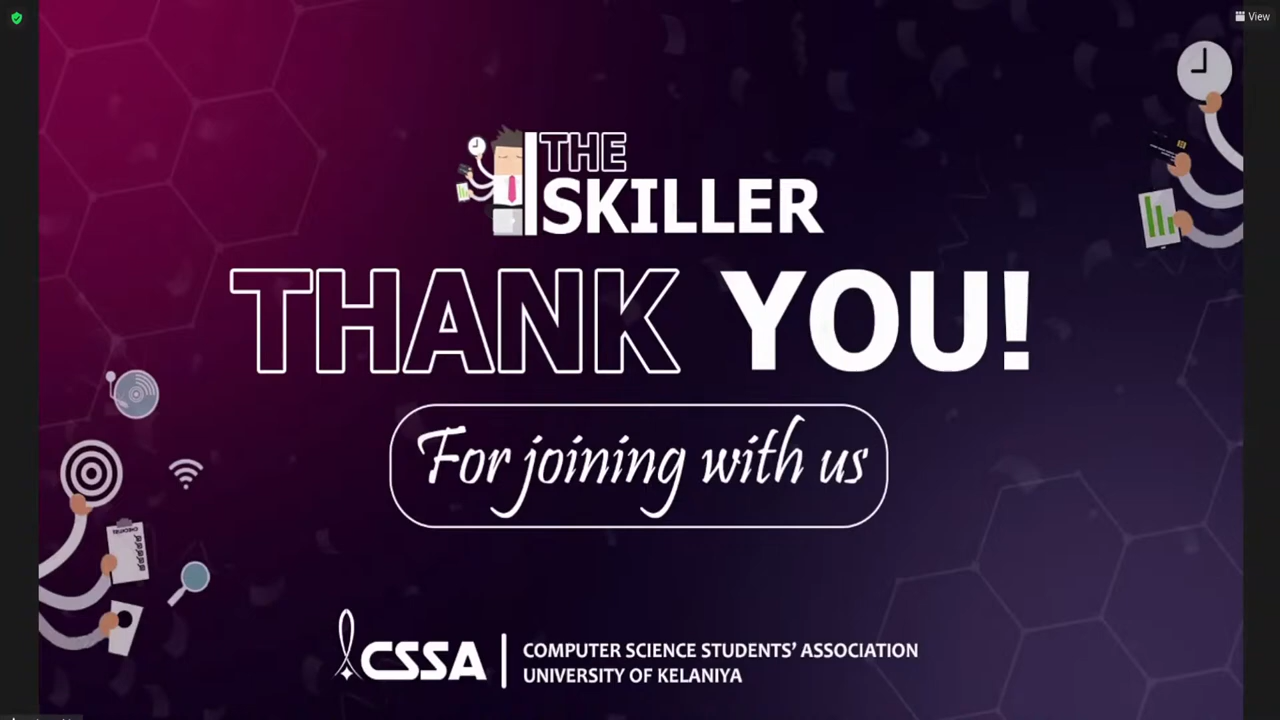 View
THE
SKILLER
THANK YOU!
For joining with us
CSSA
COMPUTER SCIENCE STUDENTS' ASSOCIATION
UNIVERSITY OF KELANIYA